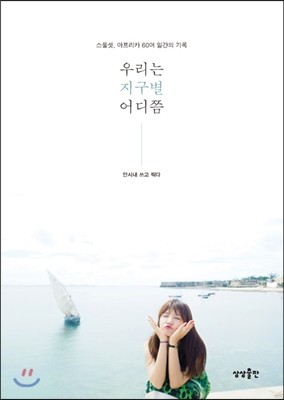 스물셋, 아프리카 60여 일간의 기록
우리는
지구별
어디쯤
안시내 쓰고 찍다
상상출판